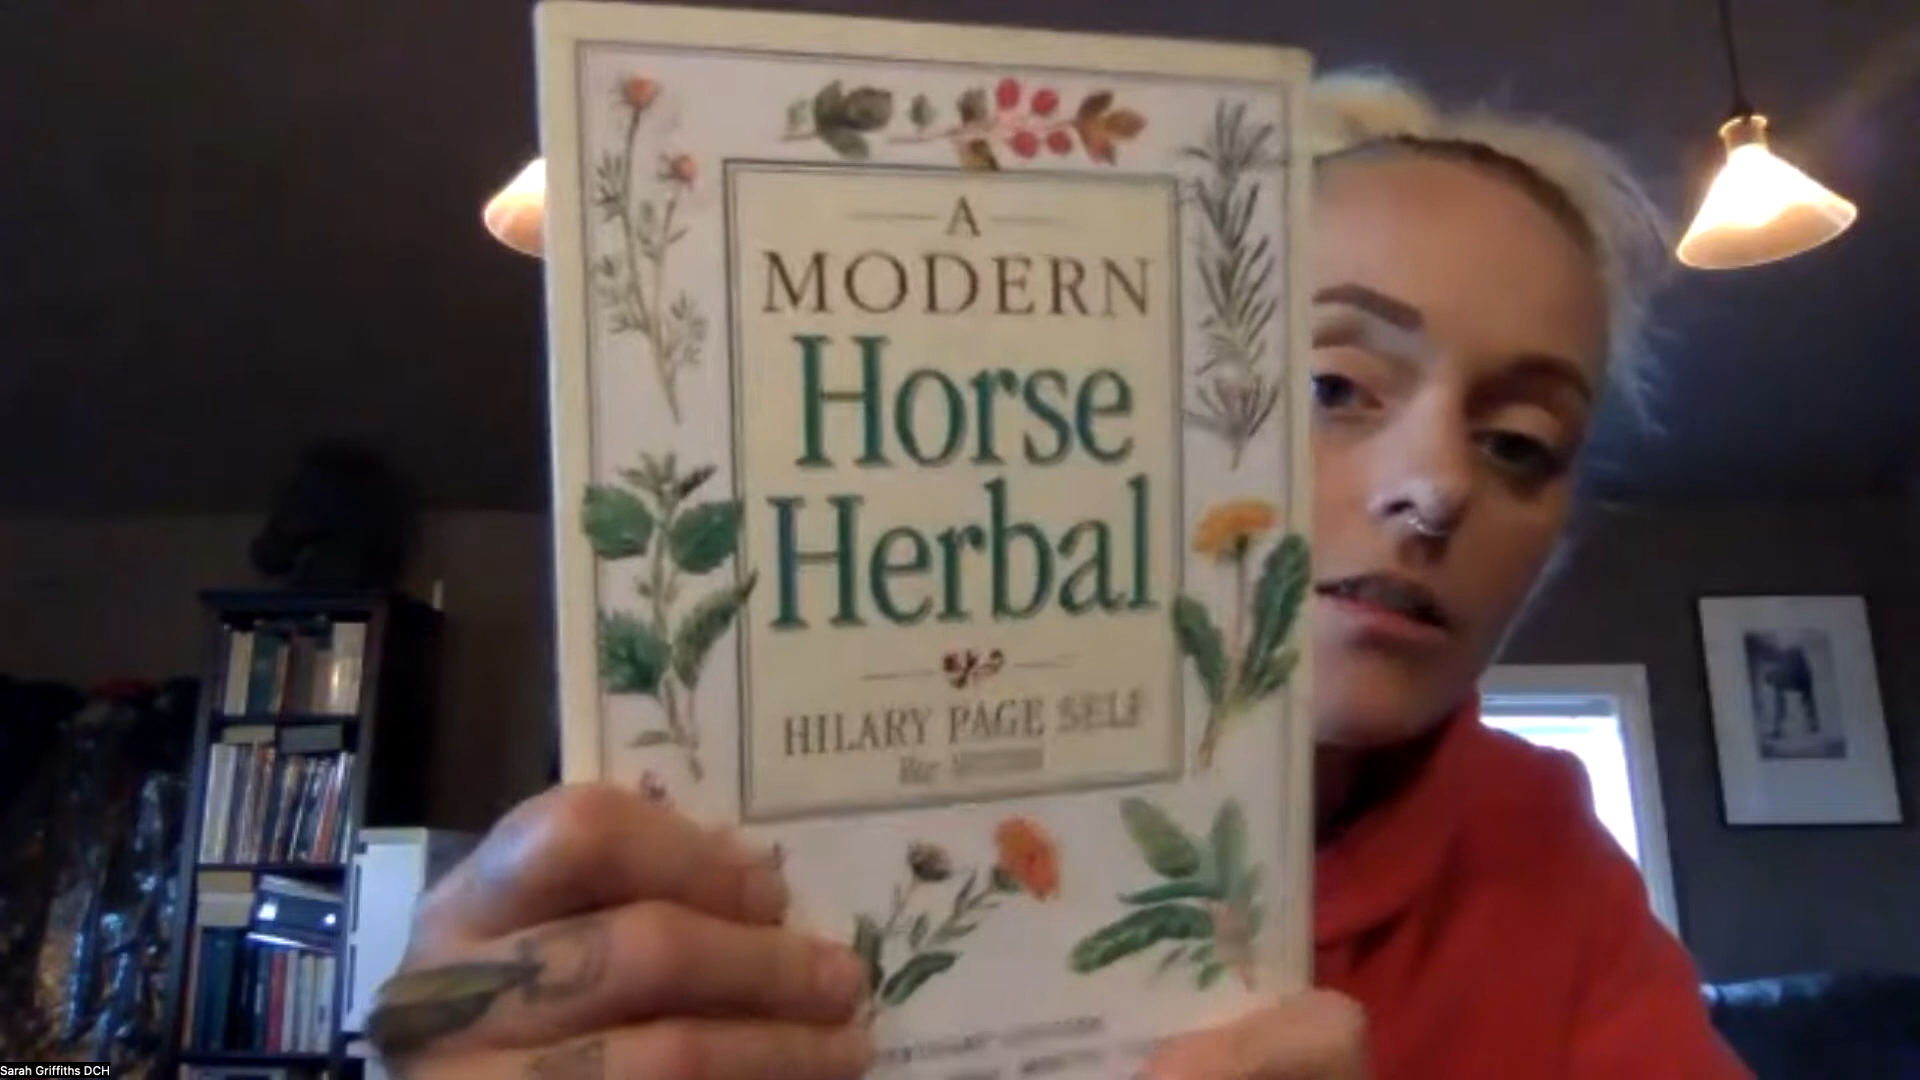 A
MODERN
Horse
Herbal
HILARY PAGE SELF
Sarah Griffiths DCH